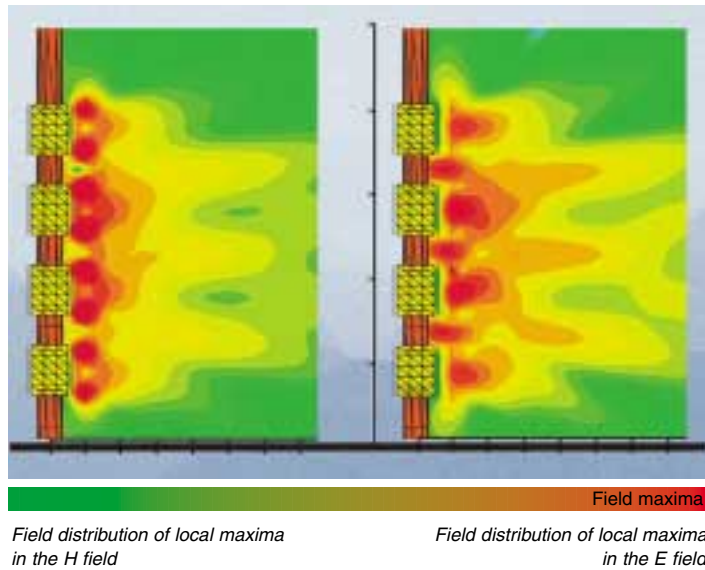 Field maxima
Field distribution of local maxima
in the H field
Field distribution of local maxima
in the E field